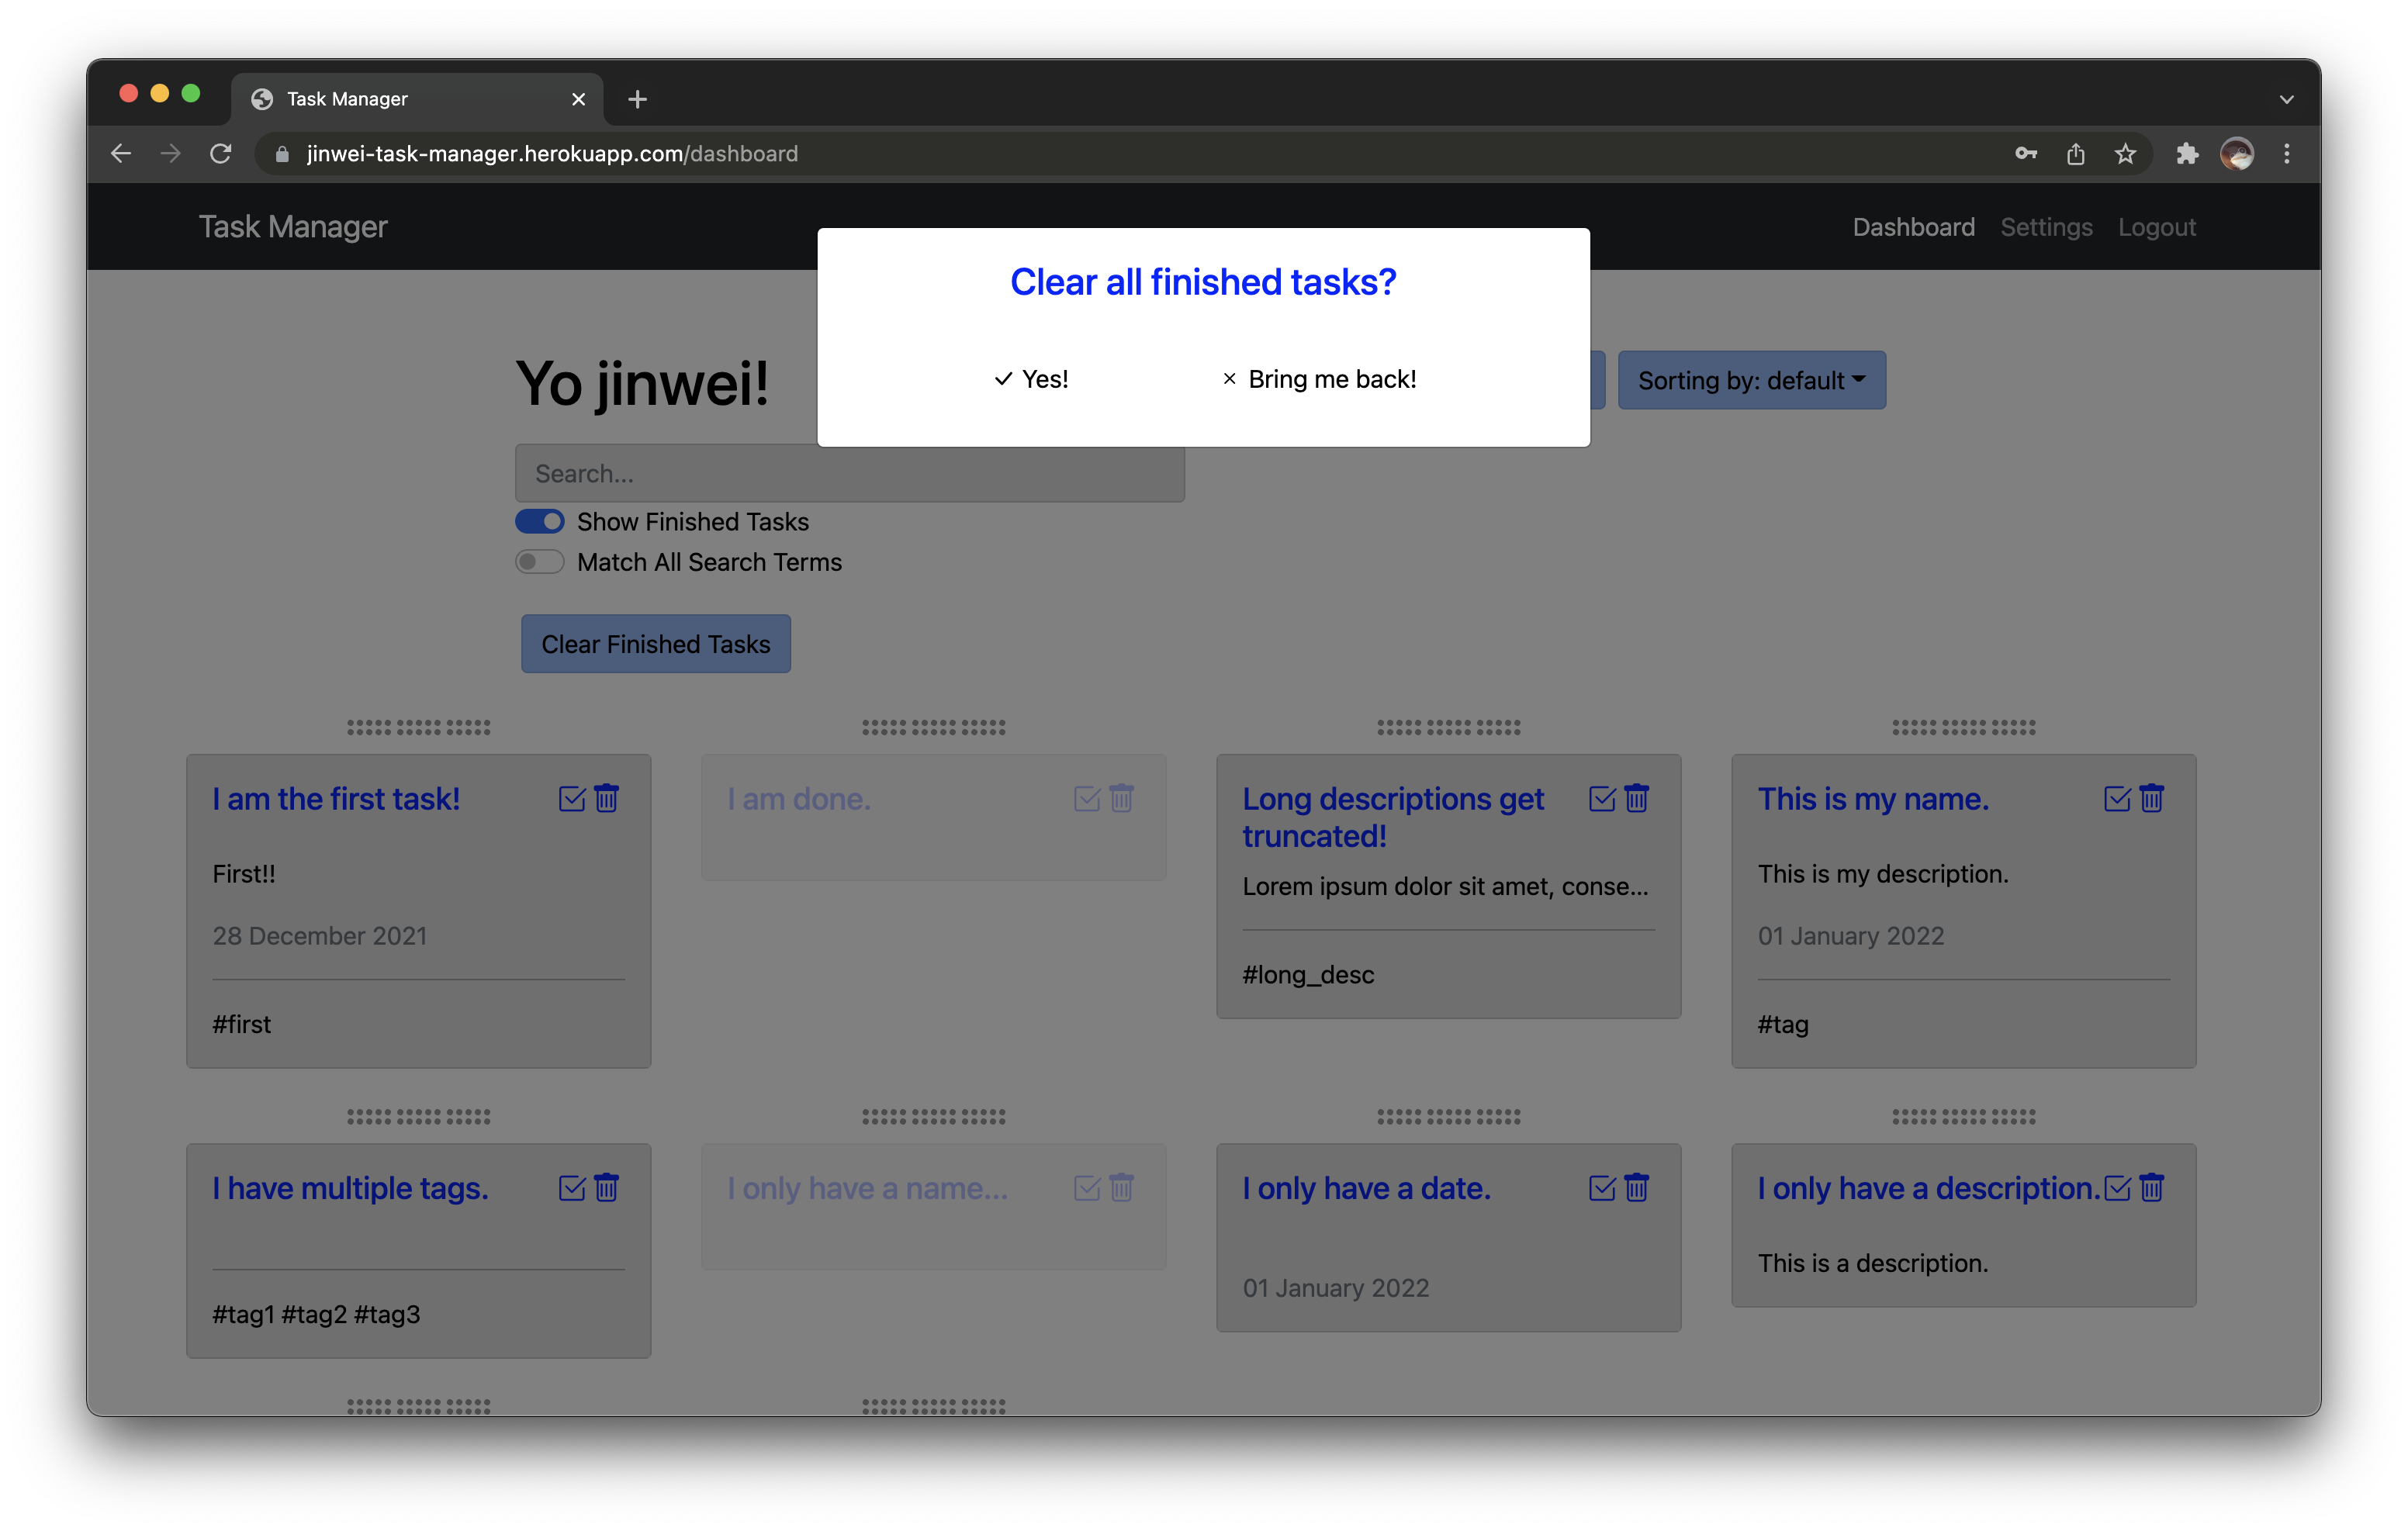 Task Manager
jinwei-task-manager.herokuapp.com/dashboard
Task Manager
Dashboard Settings Logout
Clear all finished tasks?
Yes! Bring me back!
Yo jinwei!
Sorting by: default
Search...
Show Finished Tasks
Match All Search Terms
Clear Finished Tasks
I am the first task!
First!!
28 December 2021
#first
I am done.
Long descriptions get
truncated!
Lorem ipsum dolor sit amet, conse...
#long_desc
This is my name.
This is my description.
01 January 2022
#tag
I have multiple tags.
#tag1 #tag2 #tag3
I only have a name...
I only have a date.
01 January 2022
I only have a description.
This is a description.